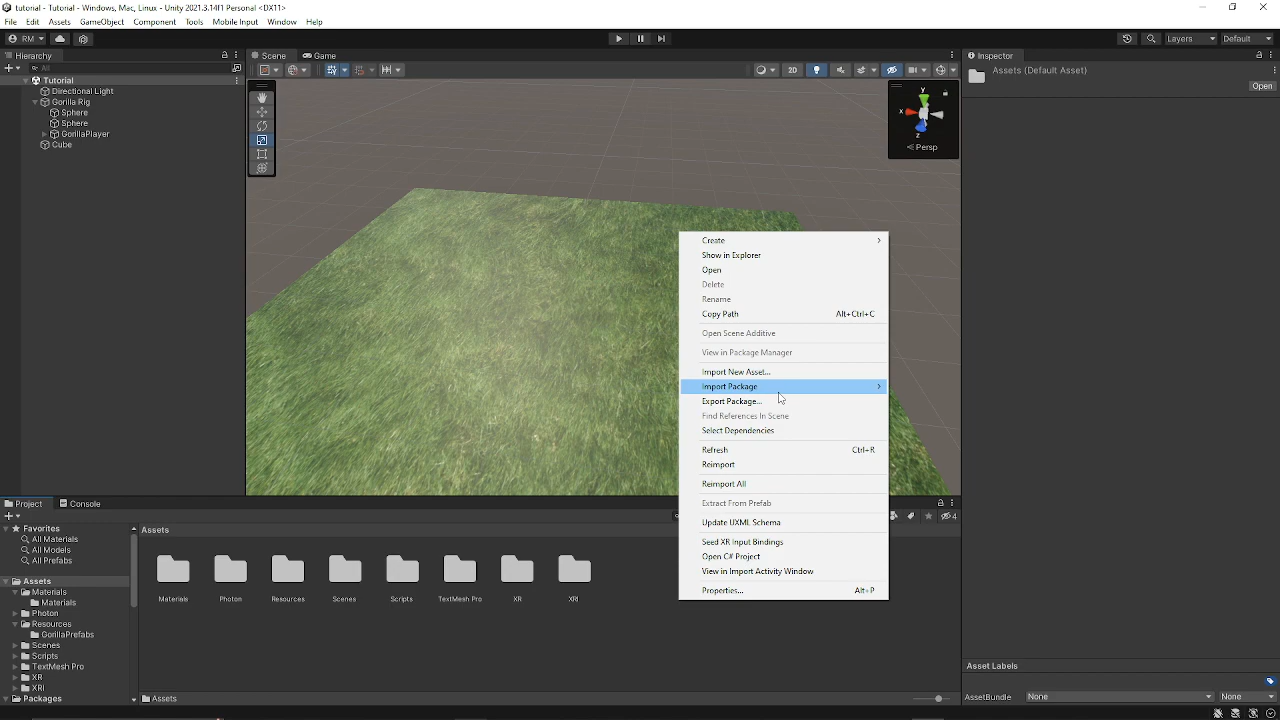 tutorial - Tutorial - Windows, Mac, Linux - Unity 2021.3.14f1 Personal <DX11>
File Edit Assets GameObject Component Tools Mobile Input Window Help
RM Layers Default
Hierarchy
All
Tutorial
Directional Light
Gorilla Rig
Sphere
Sphere
GorillaPlayer
Cube
Scene Game
2D
y
x
z
Persp
Inspector
Assets (Default Asset)
Open
Create
Show in Explorer
Open
Delete
Rename
Copy Path Alt+Ctrl+C
Open Scene Additive
View in Package Manager
Import New Asset...
Import Package
Export Package...
Find References In Scene
Select Dependencies
Refresh Ctrl+R
Reimport
Reimport All
Extract From Prefab
Update UXML Schema
Seed XR Input Bindings
Open C# Project
View in Import Activity Window
Properties... Alt+P
Project Console
4
Favorites
All Materials
All Models
All Prefabs
Assets
Materials
Materials
Photon
Resources
GorillaPrefabs
Scenes
Scripts
TextMesh Pro
XR
XRI
Packages
Assets
Materials Photon Resources Scenes Scripts TextMesh Pro XR XRI
Assets
Asset Labels
AssetBundle None None